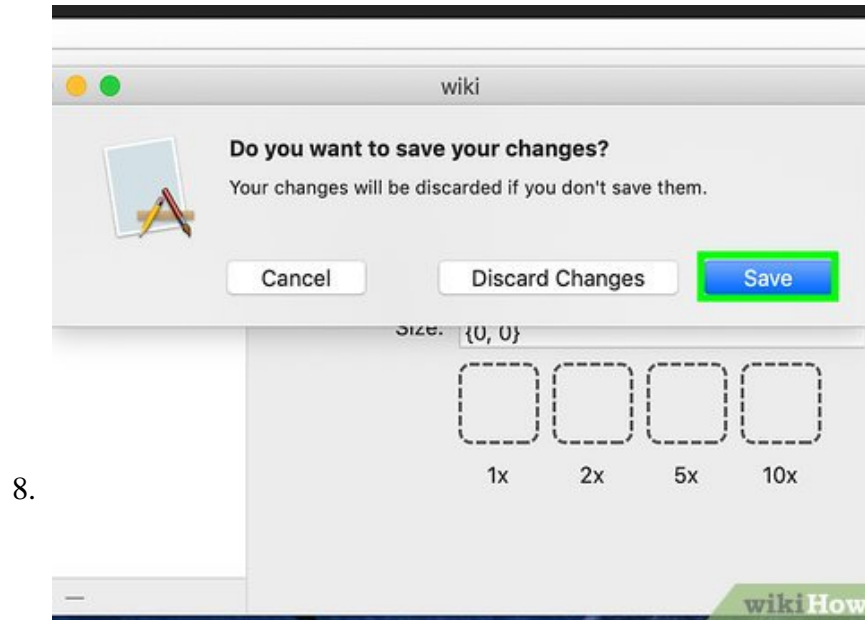 wiki
Do you want to save your changes?
Your changes will be discarded if you don't save them.
Cancel Discard Changes Save
Size: {0, 0}
1x 2x 5x 10x
8.
wikiHow